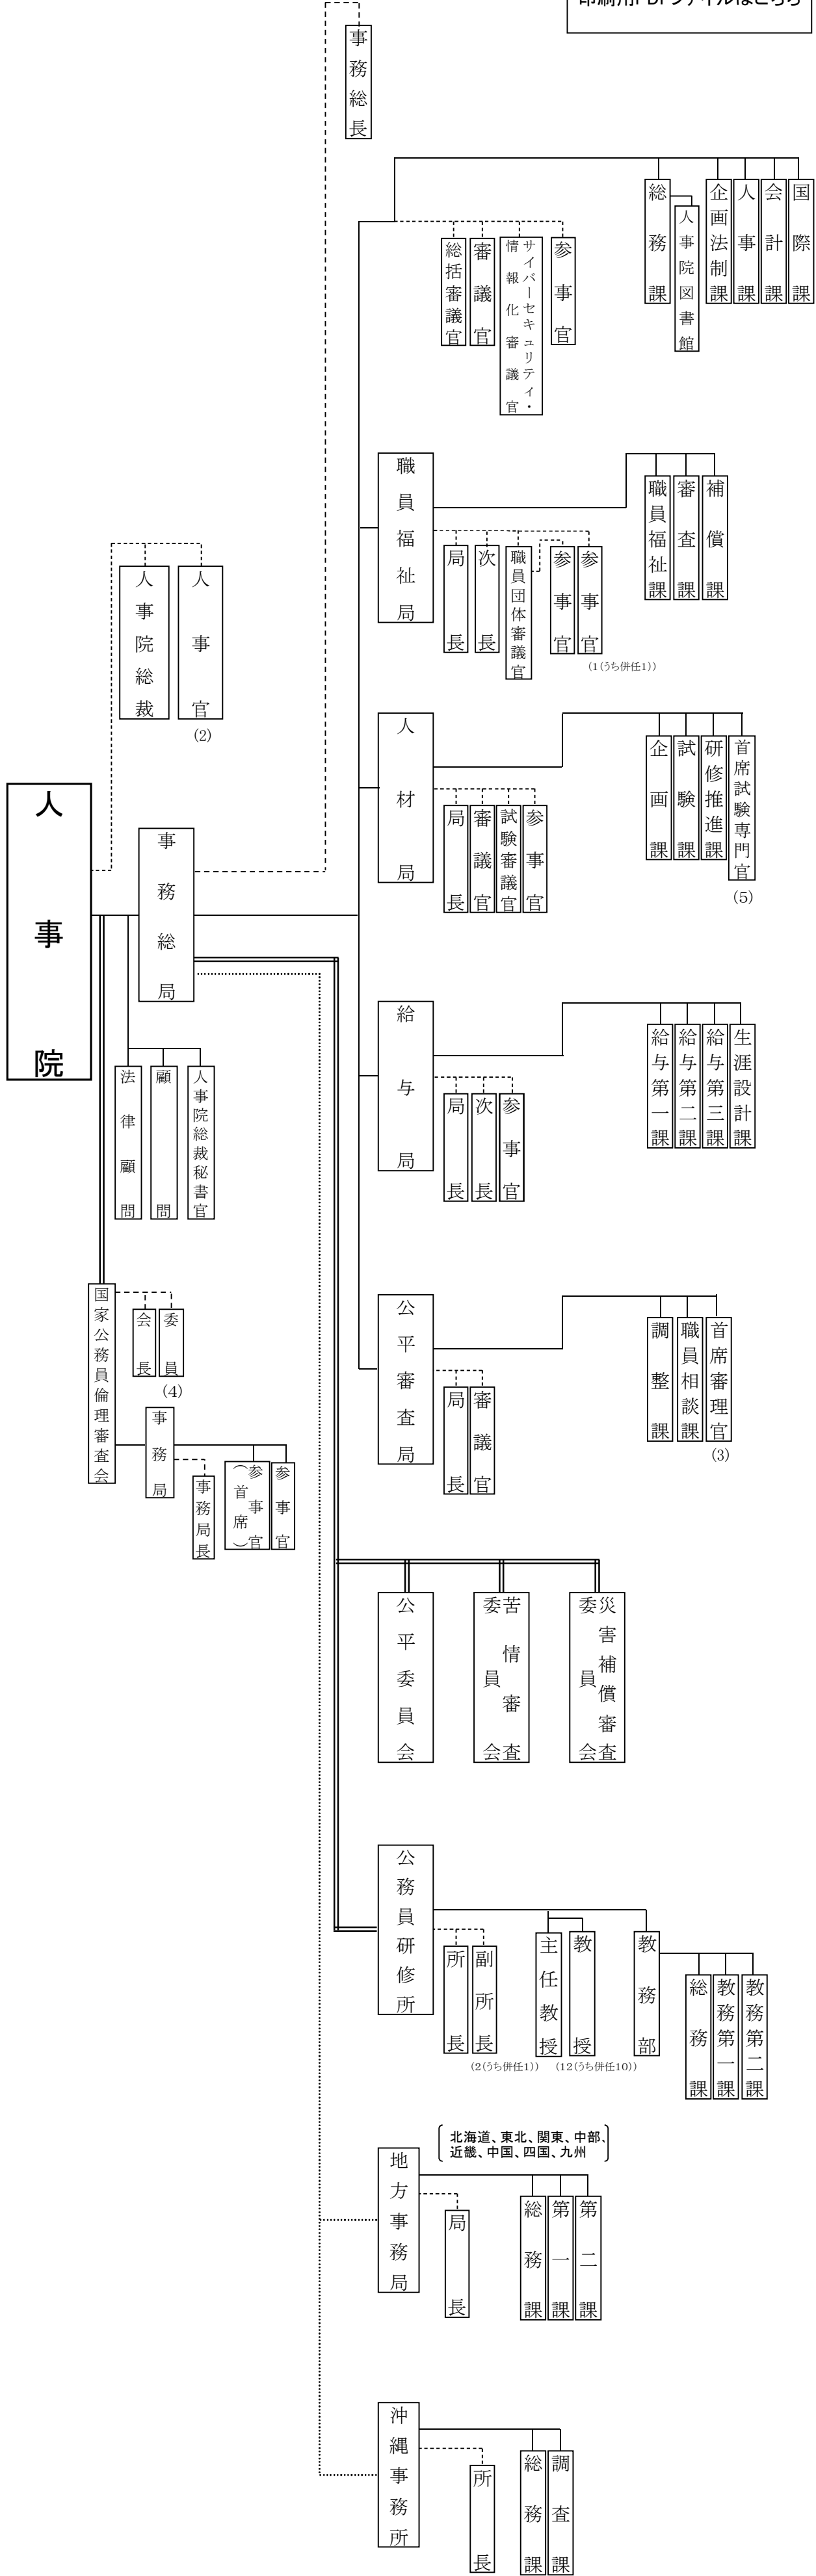 印刷用PDFファイルはこちら
事務総長
総務課
人事院図書館
企画法制課
人事課
会計課
国際課
総括審議官
審議官
サイバーセキュリティ・
情報化審議官
参事官
職員福祉局
職員福祉課
審査課
補償課
局長
次長
職員団体審議官
参事官
参事官
(1(うち併任1))
人事院総裁
人事官
(2)
人材局
企画課
試験課
研修推進課
首席試験専門官
(5)
局長
審議官
試験審議官
参事官
人事院
事務総局
法律顧問
顧問
人事院総裁秘書官
給与局
給与第一課
給与第二課
給与第三課
生涯設計課
局長
次長
参事官
国家公務員倫理審査会
会長
委員
(4)
事務局
事務局長
参事官
(首席)
参事官
公平審査局
調整課
職員相談課
首席審理官
(3)
局長
審議官
公平委員会
苦情審査
委員会
災害補償審査
委員会
公務員研修所
所長
副所長
主任教授
(2(うち併任1))
教授
(12(うち併任10))
教務部
総務課
教務第一課
教務第二課
北海道、東北、関東、中部、
近畿、中国、四国、九州
地方事務局
局長
総務課
第一課
第二課
沖縄事務所
所長
総務課
調査課